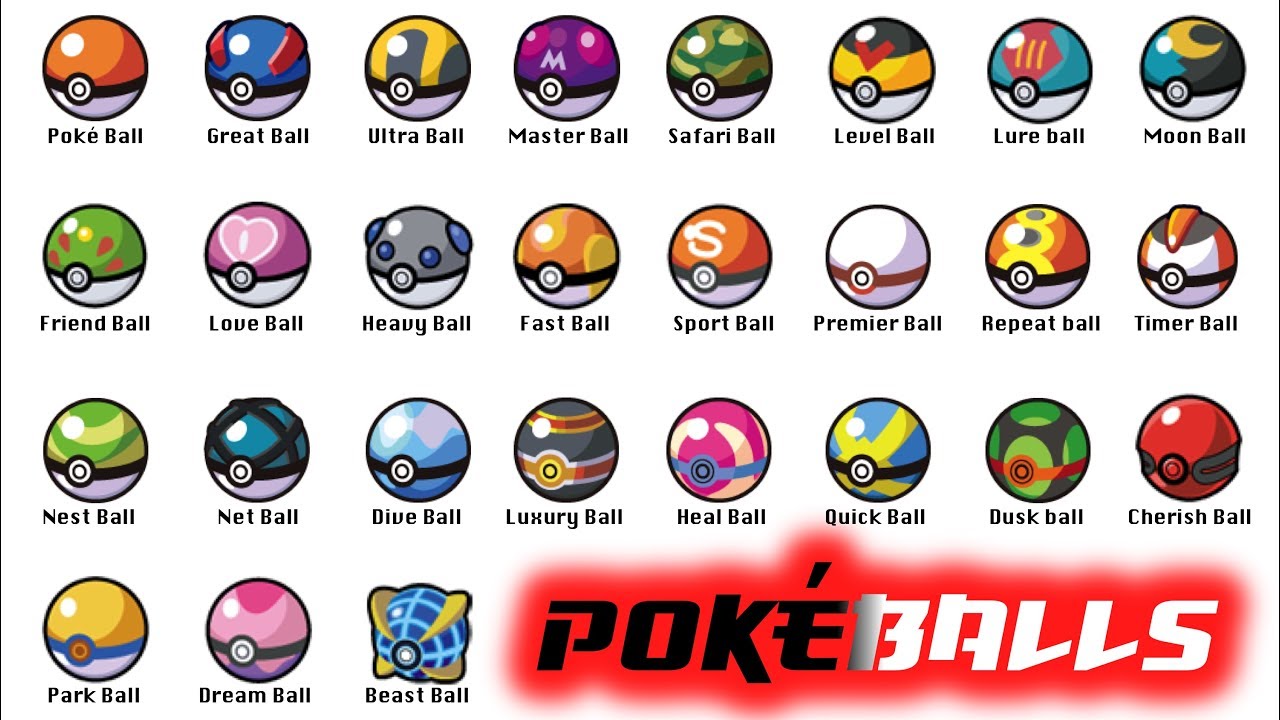 M
Poké Ball Great Ball Ultra Ball Master Ball Safari Ball Level Ball Lure ball Moon Ball
S
Friend Ball Love Ball Heavy Ball Fast Ball Sport Ball Premier Ball Repeat ball Timer Ball
Nest Ball Net Ball Dive Ball Luxury Ball Heal Ball Quick Ball Dusk ball Cherish Ball
POKÉBALLS
Park Ball Dream Ball Beast Ball